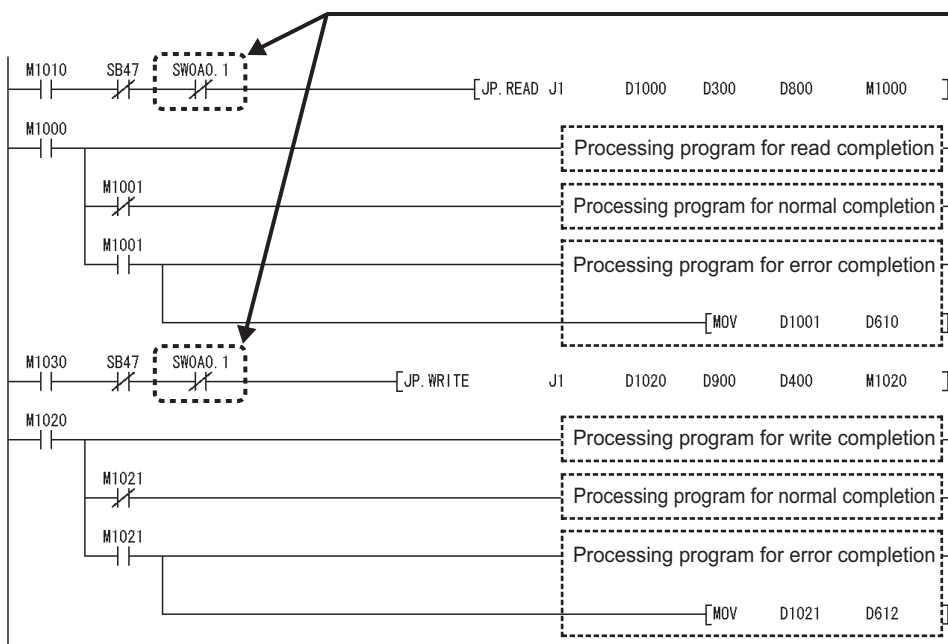 M1010 SB47 SW0A0.1
[JP.READ J1 D1000 D300 D800 M1000 ]
M1000
Processing program for read completion
M1001
Processing program for normal completion
M1001
Processing program for error completion
[MOV D1001 D610 ]
M1030 SB47 SW0A0.1
[JP.WRITE J1 D1020 D900 D400 M1020 ]
M1020
Processing program for write completion
M1021
Processing program for normal completion
M1021
Processing program for error completion
[MOV D1021 D612 ]